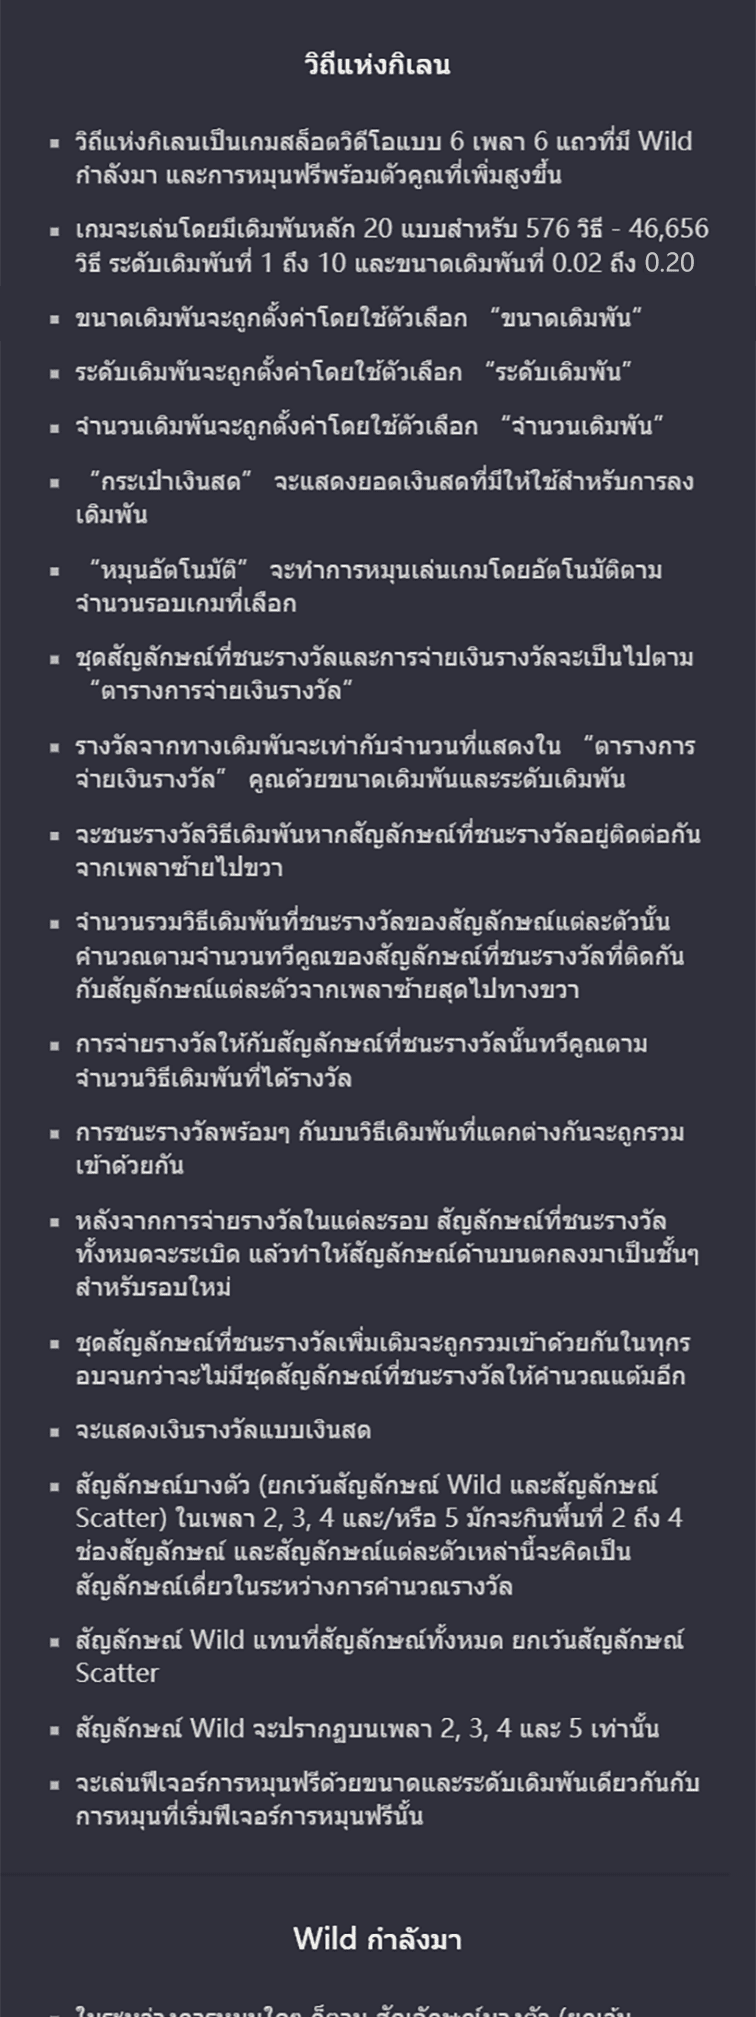 วิถีแห่งกิเลน
▪ วิถีแห่งกิเลนเป็นเกมสล็อตวิดีโอแบบ 6 เพลา 6 แถวที่มี Wild
กำลังมา และการหมุนฟรีพร้อมตัวคูณที่เพิ่มสูงขึ้น
▪ เกมจะเล่นโดยมีเดิมพันหลัก 20 แบบสำหรับ 576 วิธี - 46,656
วิธี ระดับเดิมพันที่ 1 ถึง 10 และขนาดเดิมพันที่ 0.02 ถึง 0.20
▪ ขนาดเดิมพันจะถูกตั้งค่าโดยใช้ตัวเลือก “ขนาดเดิมพัน”
▪ ระดับเดิมพันจะถูกตั้งค่าโดยใช้ตัวเลือก “ระดับเดิมพัน”
▪ จำนวนเดิมพันจะถูกตั้งค่าโดยใช้ตัวเลือก “จำนวนเดิมพัน”
▪ “กระเป๋าเงินสด” จะแสดงยอดเงินสดที่มีให้ใช้สำหรับการลง
เดิมพัน
▪ “หมุนอัตโนมัติ” จะทำการหมุนเล่นเกมโดยอัตโนมัติตาม
จำนวนรอบเกมที่เลือก
▪ ชุดสัญลักษณ์ที่ชนะรางวัลและการจ่ายเงินรางวัลจะเป็นไปตาม
“ตารางการจ่ายเงินรางวัล”
▪ รางวัลจากทางเดิมพันจะเท่ากับจำนวนที่แสดงใน “ตารางการ
จ่ายเงินรางวัล” คูณด้วยขนาดเดิมพันและระดับเดิมพัน
▪ จะชนะรางวัลวิธีเดิมพันหากสัญลักษณ์ที่ชนะรางวัลอยู่ติดต่อกัน
จากเพลาซ้ายไปขวา
▪ จำนวนรวมวิธีเดิมพันที่ชนะรางวัลของสัญลักษณ์แต่ละตัวนั้น
คำนวณตามจำนวนทวีคูณของสัญลักษณ์ที่ชนะรางวัลที่ติดกัน
กับสัญลักษณ์แต่ละตัวจากเพลาซ้ายสุดไปทางขวา
▪ การจ่ายรางวัลให้กับสัญลักษณ์ที่ชนะรางวัลนั้นทวีคูณตาม
จำนวนวิธีเดิมพันที่ได้รางวัล
▪ การชนะรางวัลพร้อมๆ กันบนวิธีเดิมพันที่แตกต่างกันจะถูกรวม
เข้าด้วยกัน
▪ หลังจากการจ่ายรางวัลในแต่ละรอบ สัญลักษณ์ที่ชนะรางวัล
ทั้งหมดจะระเบิด แล้วทำให้สัญลักษณ์ด้านบนตกลงมาเป็นชั้นๆ
สำหรับรอบใหม่
▪ ชุดสัญลักษณ์ที่ชนะรางวัลเพิ่มเติมจะถูกรวมเข้าด้วยกันในทุกร
อบจนกว่าจะไม่มีชุดสัญลักษณ์ที่ชนะรางวัลให้คำนวณแต้มอีก
▪ จะแสดงเงินรางวัลแบบเงินสด
▪ สัญลักษณ์บางตัว (ยกเว้นสัญลักษณ์ Wild และสัญลักษณ์
Scatter) ในเพลา 2, 3, 4 และ/หรือ 5 มักจะกินพื้นที่ 2 ถึง 4
ช่องสัญลักษณ์ และสัญลักษณ์แต่ละตัวเหล่านี้จะคิดเป็น
สัญลักษณ์เดี่ยวในระหว่างการคำนวณรางวัล
▪ สัญลักษณ์ Wild แทนที่สัญลักษณ์ทั้งหมด ยกเว้นสัญลักษณ์
Scatter
▪ สัญลักษณ์ Wild จะปรากฏบนเพลา 2, 3, 4 และ 5 เท่านั้น
▪ จะเล่นฟีเจอร์การหมุนฟรีด้วยขนาดและระดับเดิมพันเดียวกันกับ
การหมุนที่เริ่มฟีเจอร์การหมุนฟรีนั้น
Wild กำลังมา